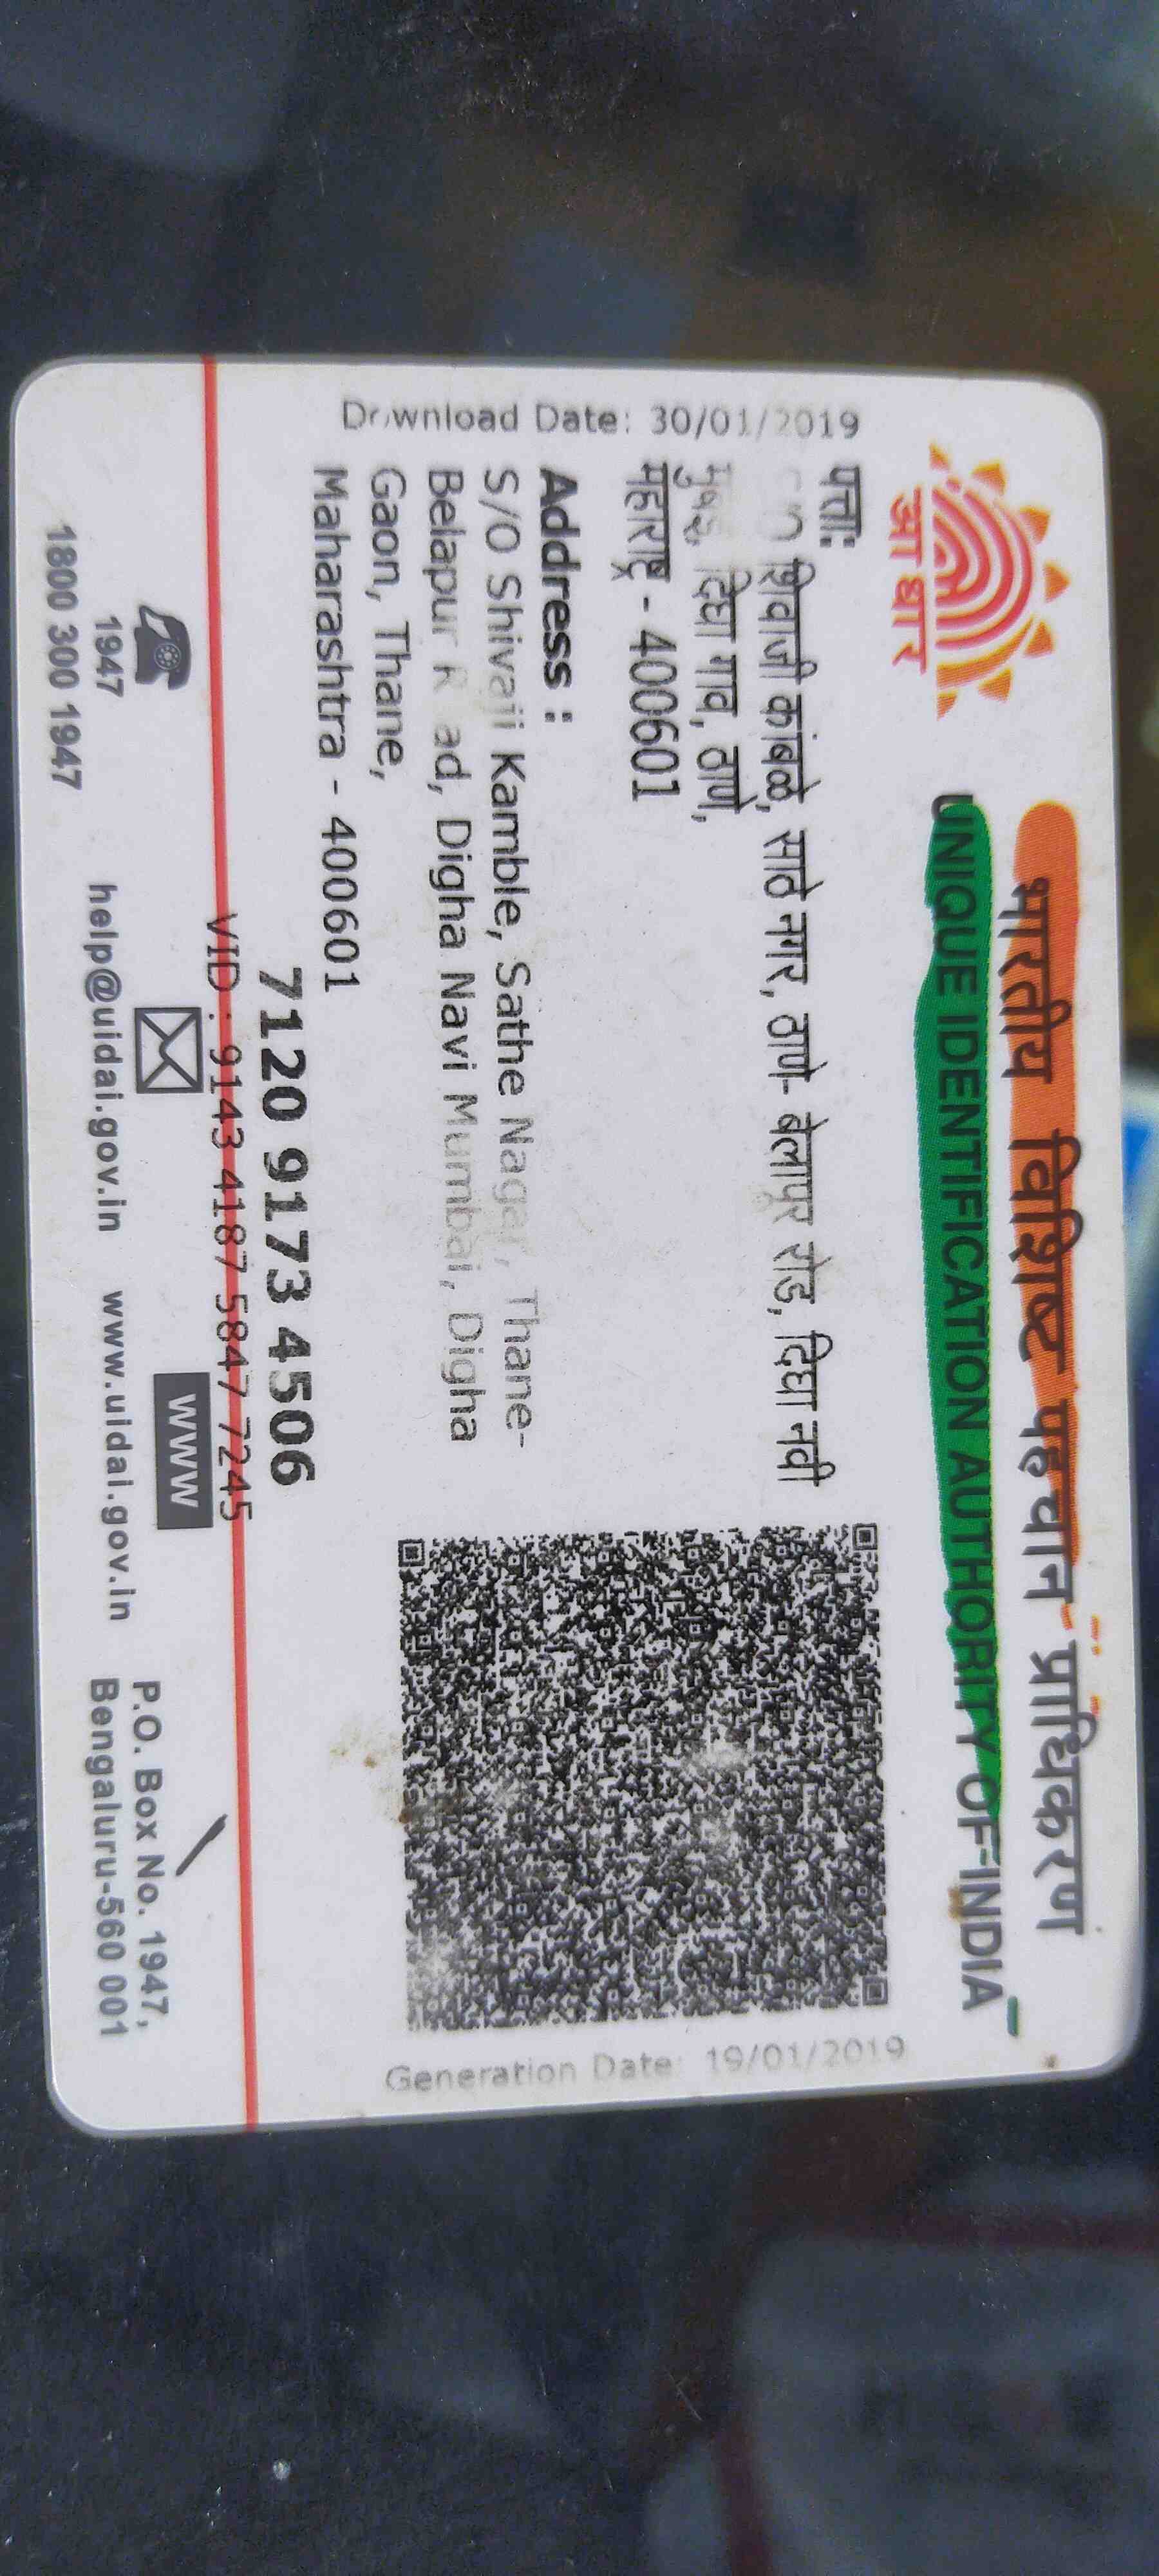 भारतीय विशिष्ट पहचान प्राधिकरण
UNIQUE IDENTIFICATION AUTHORITY OF INDIA
आधार
Download Date: 30/01/2019
पत्ता:
शिवाजी कांबळे, साठे नगर, ठाणे- बेलापूर रोड, दिघा नवी
मुंबई, दिघा गाव, ठाणे,
महाराष्ट्र - 400601
Address :
S/O Shivaji Kamble, Sathe Nagar, Thane-
Belapur Road, Digha Navi Mumbai, Digha
Gaon, Thane,
Maharashtra - 400601
Generation Date: 19/01/2019
7120 9173 4506
VID : 9143 4187 5847 7245
1947
1800 300 1947
help@uidai.gov.in
www
www.uidai.gov.in
P.O. Box No. 1947,
Bengaluru-560 001